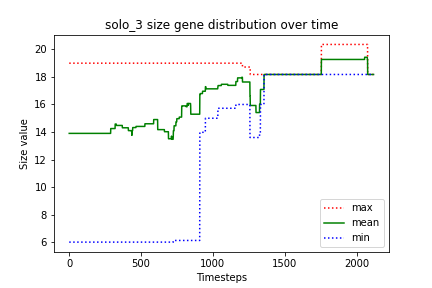 solo_3 size gene distribution over time
Size value
20
18
16
14
12
10
8
6
max
mean
min
0 500 1000 1500 2000
Timesteps